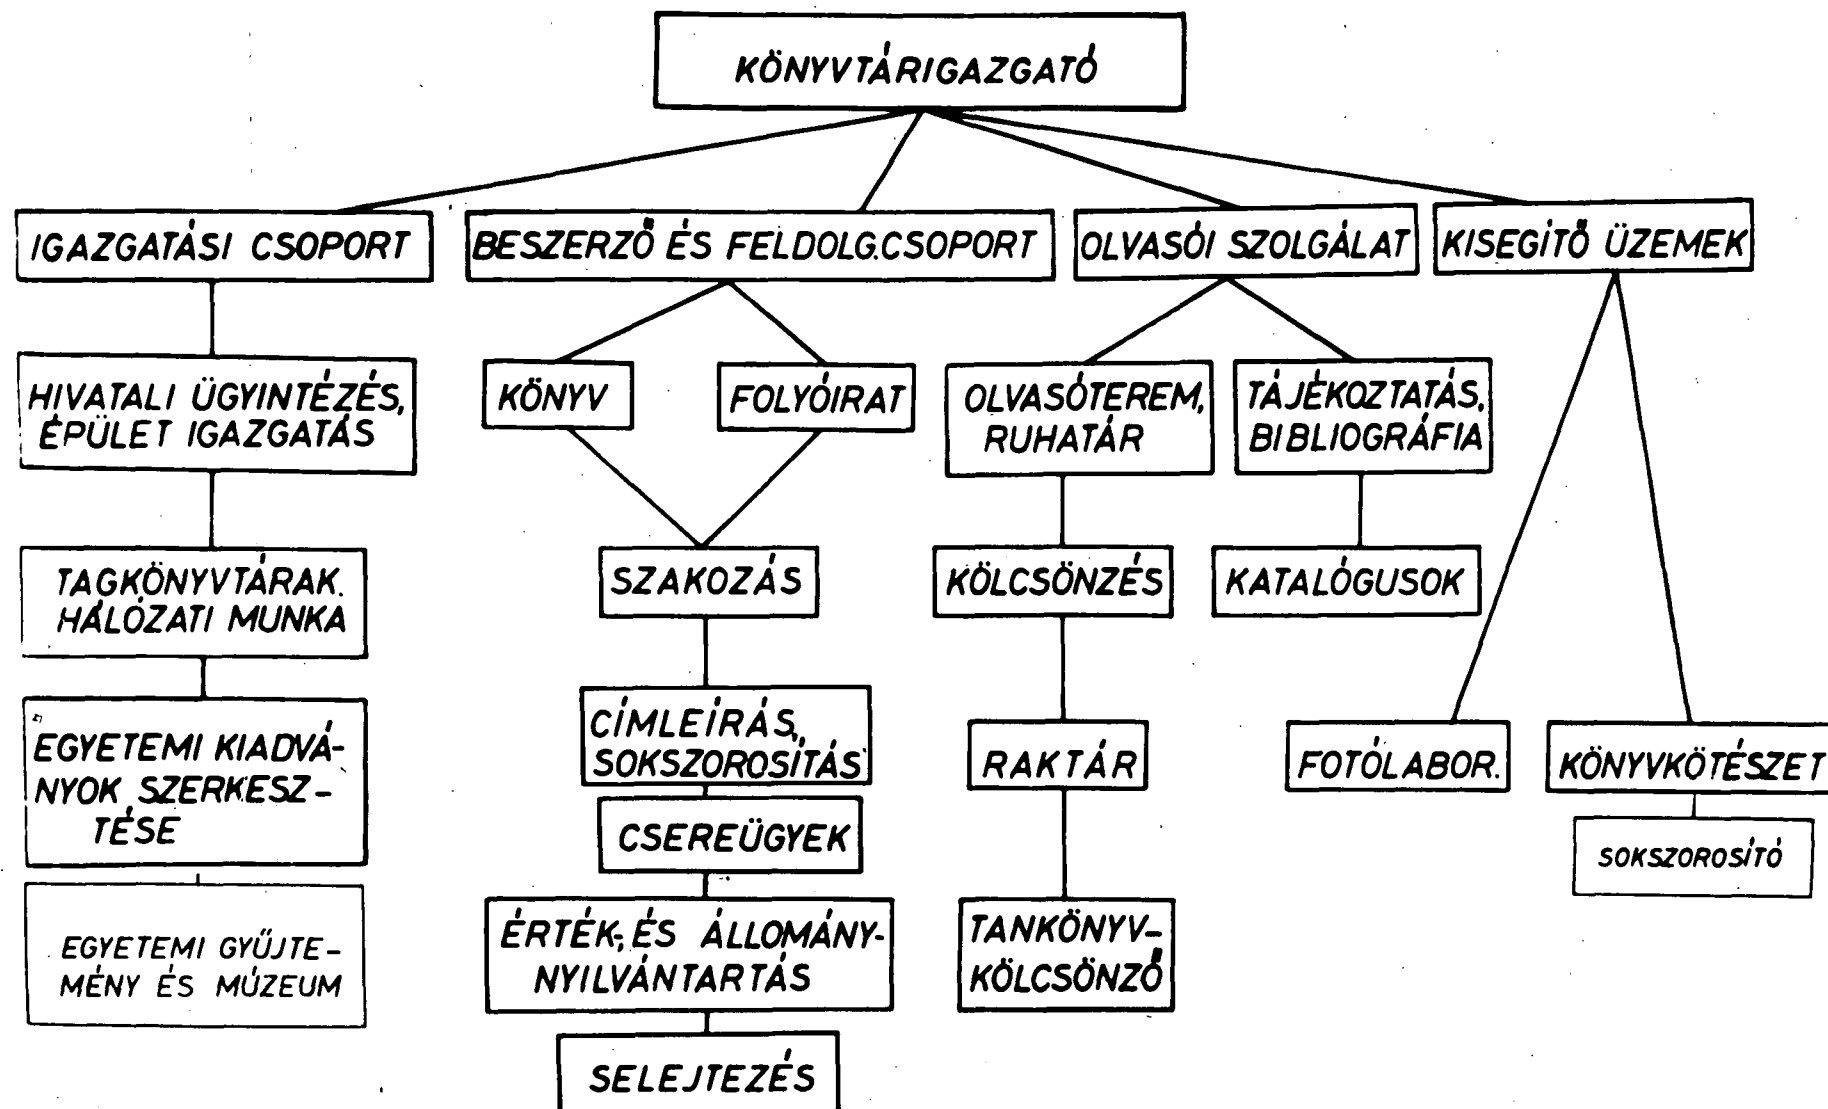 KÖNYVTÁRIGAZGATÓ
IGAZGATÁSI CSOPORT
BESZERZŐ ÉS FELDOLG.CSOPORT
OLVASÓI SZOLGÁLAT
KISEGÍTŐ ÜZEMEK
HIVATALI ÜGYINTÉZÉS,
ÉPÜLET IGAZGATÁS
KÖNYV
FOLYÓIRAT
OLVASÓTEREM,
RUHATÁR
TÁJÉKOZTATÁS,
BIBLIOGRÁFIA
TAGKÖNYVTÁRAK.
HÁLÓZATI MUNKA
SZAKOZÁS
KÖLCSÖNZÉS
KATALÓGUSOK
EGYETEMI KIADVÁ-
NYOK SZERKESZ-
TÉSE
CÍMLEÍRÁS,
SOKSZOROSÍTÁS
RAKTÁR
FOTÓLABOR.
KÖNYVKÖTÉSZET
CSEREÜGYEK
SOKSZOROSÍTÓ
EGYETEMI GYŰJTE-
MÉNY ÉS MÚZEUM
ÉRTÉK-, ÉS ÁLLOMÁNY-
NYILVÁNTARTÁS
TANKÖNYV-
KÖLCSÖNZŐ
SELEJTEZÉS